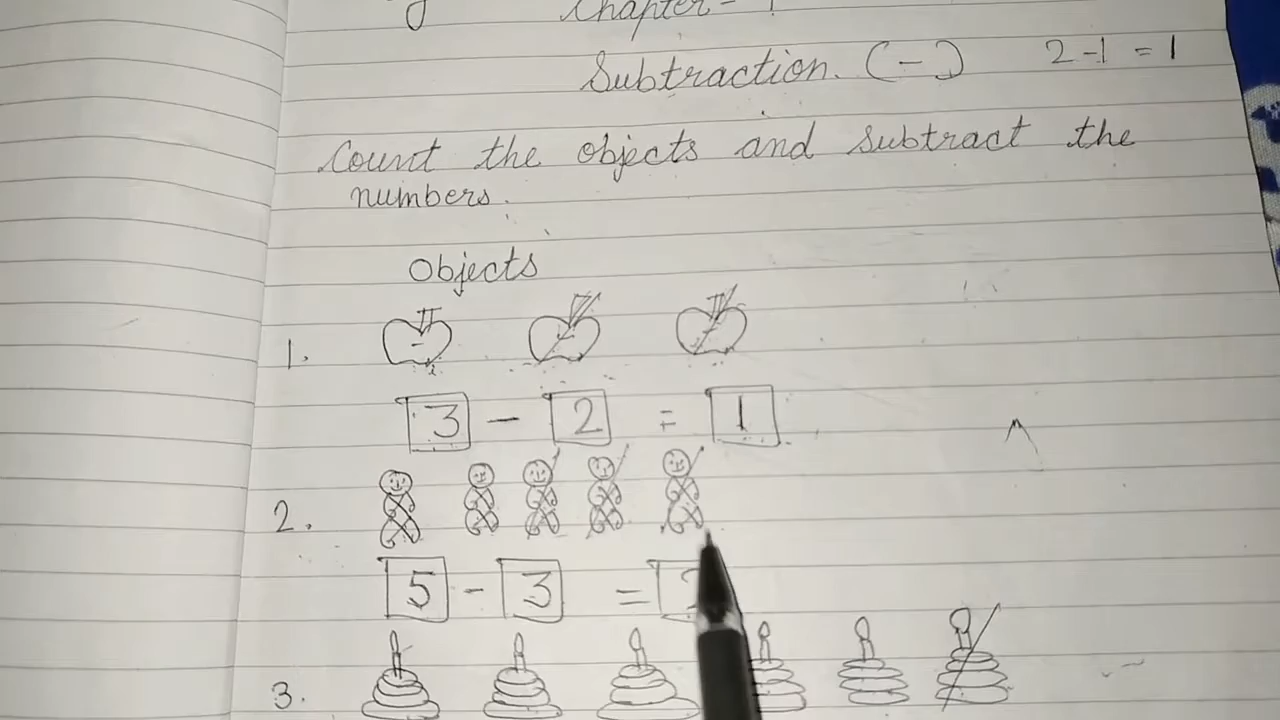 Chapter -
Subtraction. (-) 2-1 = 1
Count the objects and subtract the
numbers.
Objects
1.
3 - 2 = 1
2.
5 - 3 =
3.